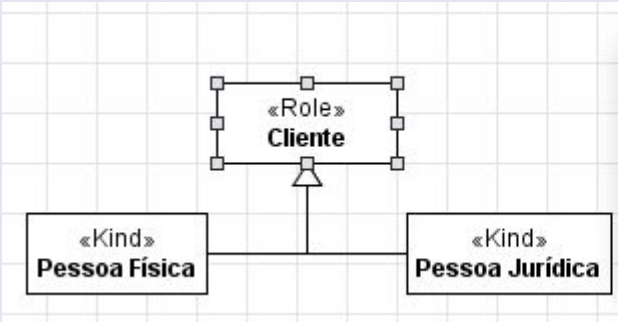 «Role»
Cliente
«Kind»
Pessoa Física
«Kind»
Pessoa Jurídica